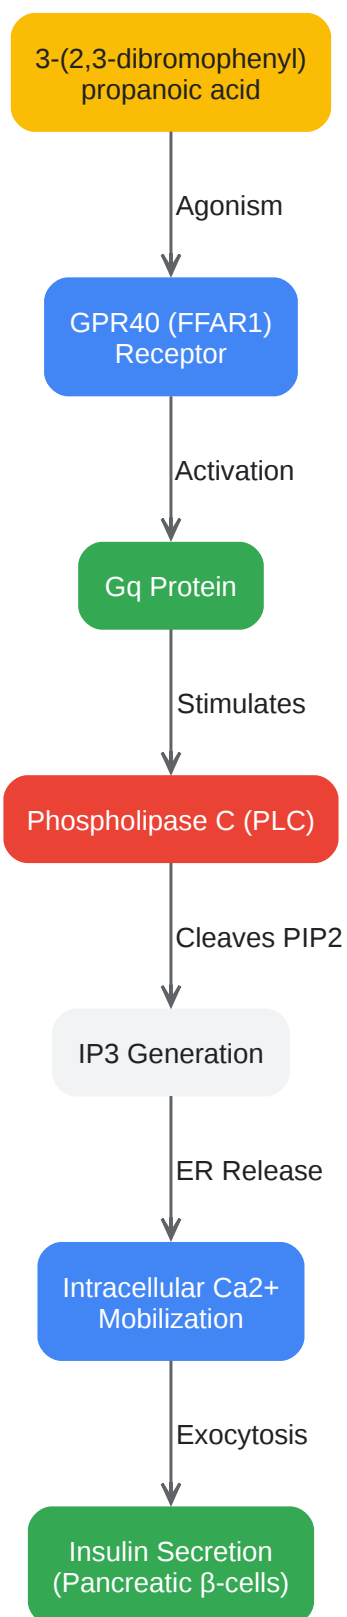 3-(2,3-dibromophenyl)
propanoic acid
Agonism
GPR40 (FFAR1)
Receptor
Activation
Gq Protein
Stimulates
Phospholipase C (PLC)
Cleaves PIP2
IP3 Generation
ER Release
Intracellular Ca2+
Mobilization
Exocytosis
Insulin Secretion
(Pancreatic β-cells)